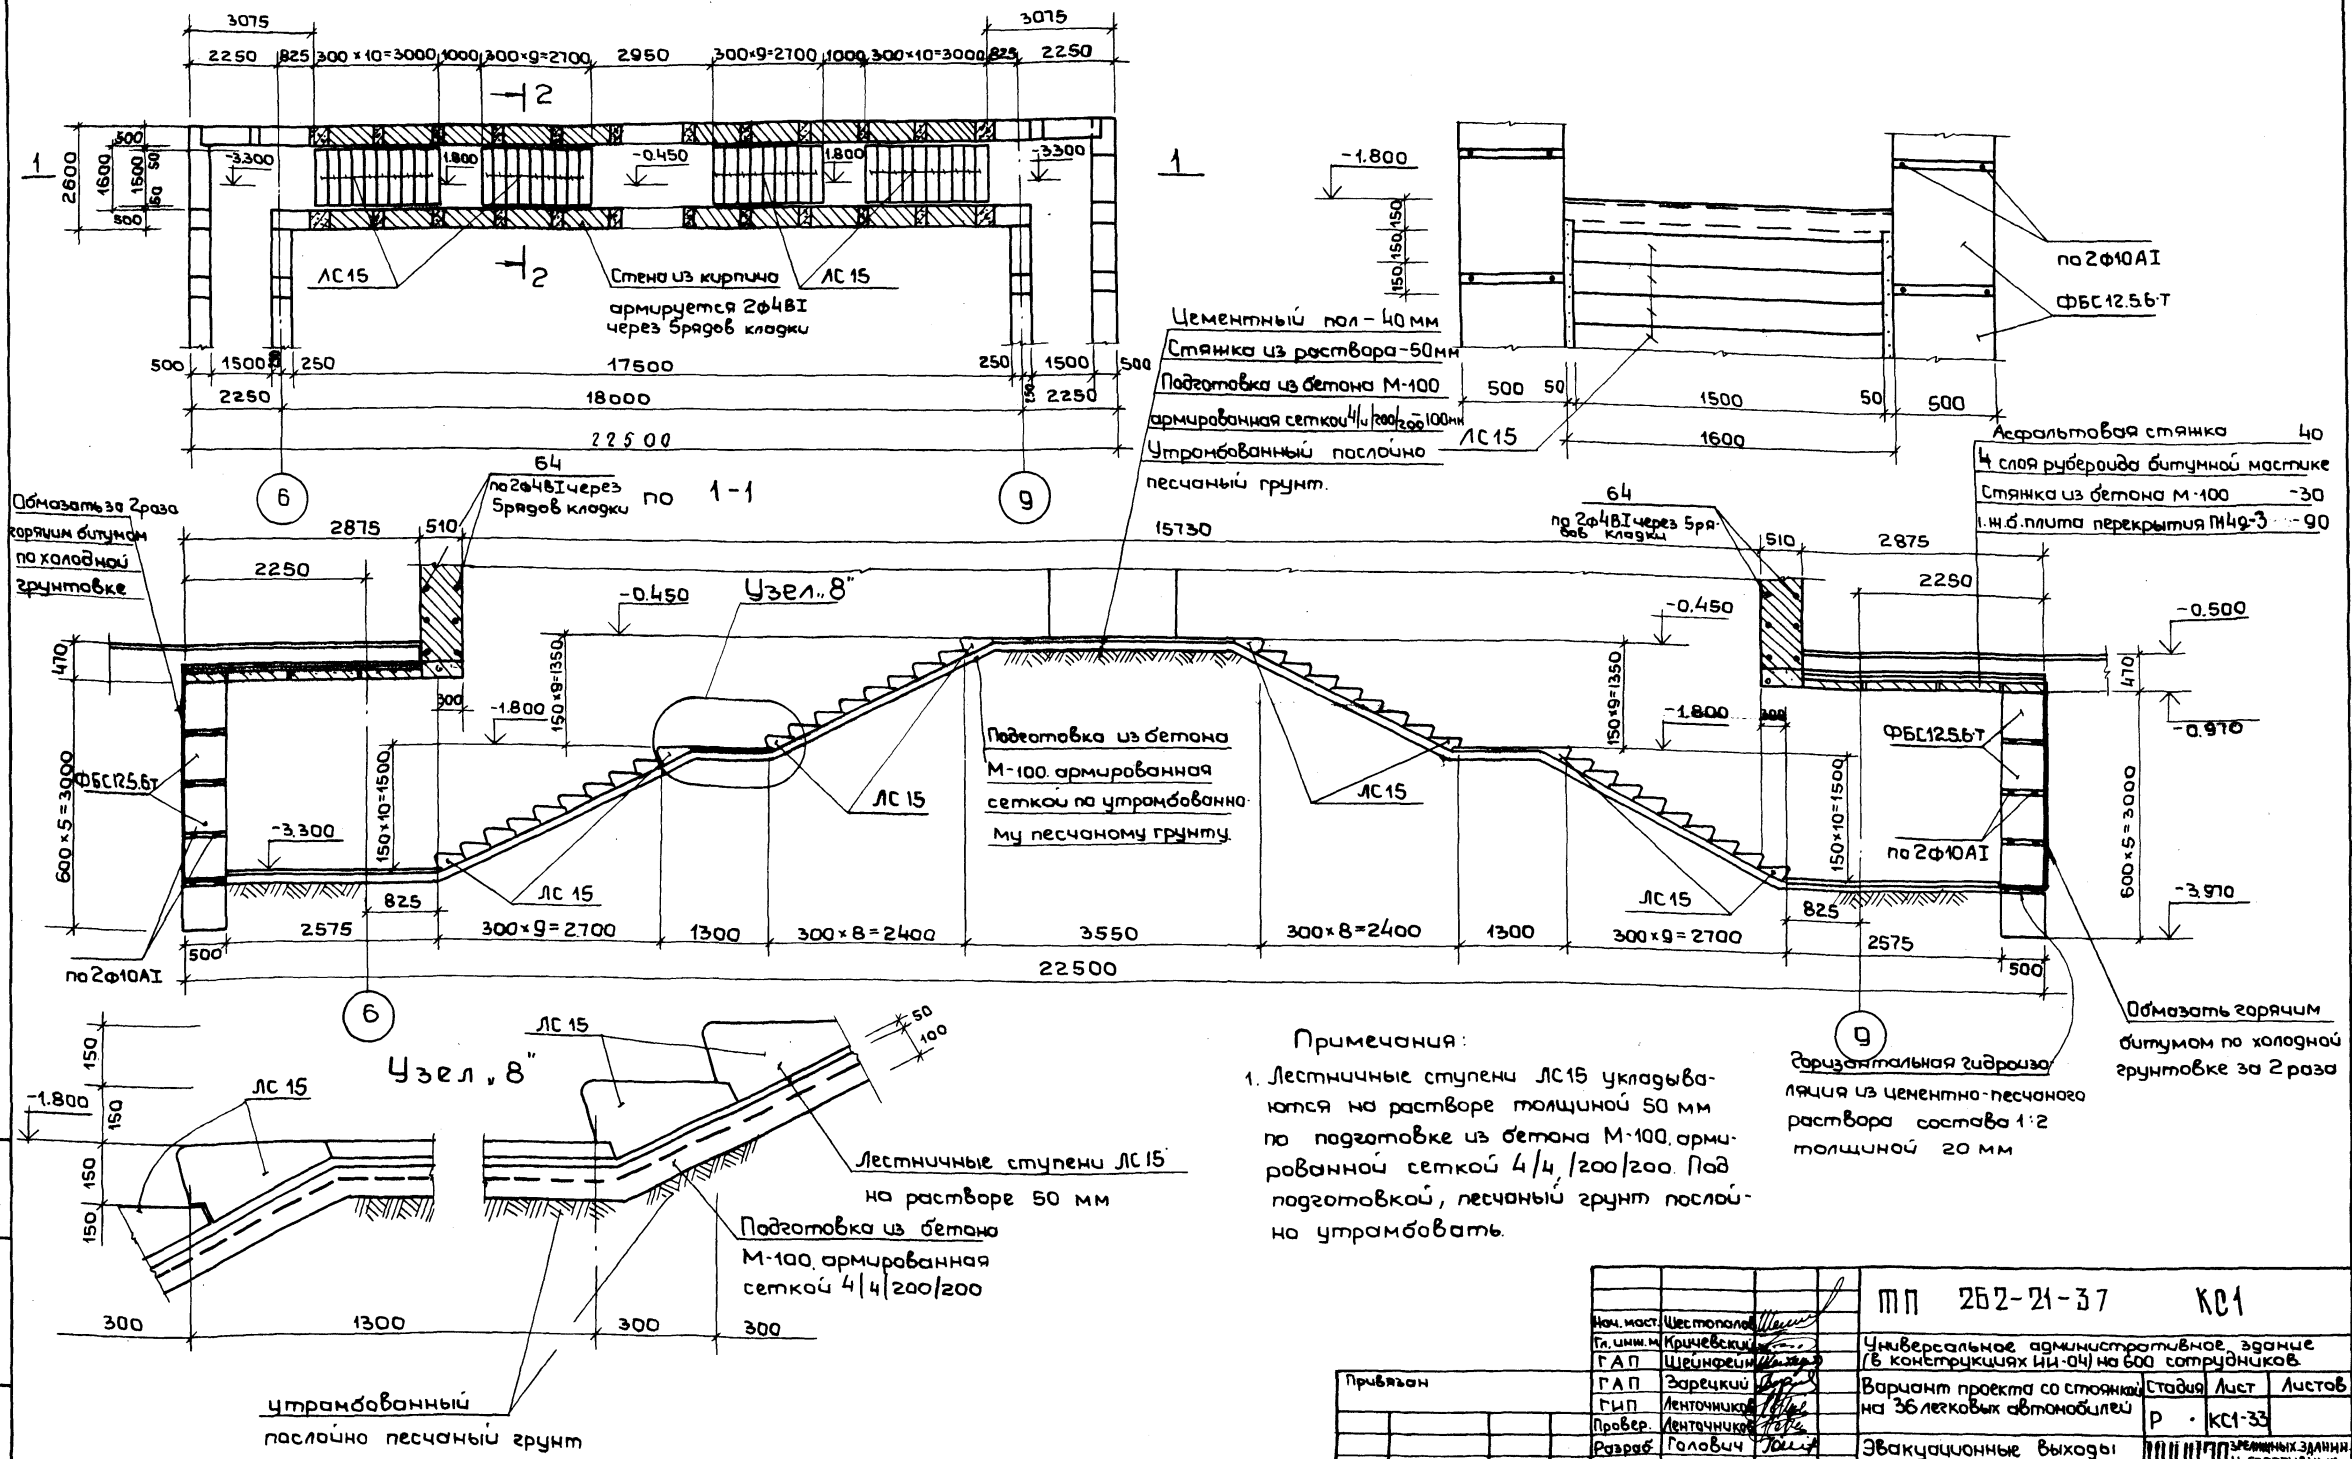 3075
3075
2250 825 300×10=3000 1000 300×9=2700 2950 300×9=2700 1000 300×10=3000 825 2250
2
1
1
2600
500
1600
1500
50
50
500
-3.300
1.800
-0.450
1.800
-3300
ЛС15
2
Стена из кирпича
армируется 2ф4ВI
через 5рядов кладки
ЛС 15
500 1500 250 17500 250 1500 500
2250 18000 2250
22500
6
9
-1.800
150
150
150
по 2ф10АI
ФБС12.5.6-Т
500 50 1500 50 500
ЛС15
1600
Цементный пол-40мм
Стяжка из раствора-50мм
Подготовка из бетона М-100
армированная сеткой 4/4/200/200-100мм
Утрамбованный послойно
песчаный грунт.
Асфальтовая стяжка 40
4 слоя рубероида битумной мастике
Стяжка из бетона М-100 -30
ж.б. плита перекрытия -90
по 1-1
64
по 2ф4ВI через
5рядов кладки
64
по 2ф4ВI через 5ря-
дов кладки
Обмазать за 2раза
горячим битумом
по холодной
грунтовке
2875 510 15730 510 2875
2250
2250
-0.450
Узел „8"
-0.450
-0.500
470
470
150×9=1350
150×9=1350
300
-1.800
-1.800
300
-0.970
ФБС12.5.6Т
ФБС12.5.6-Т
600×5=3000
150×10=1500
150×10=1500
600×5=3000
-3.300
ЛС 15
ЛС 15
ЛС15
ЛС15
Подготовка из бетона
М-100. армированная
сеткой по утрамбованно-
му песчаному грунту.
по 2ф10АI
-3.970
825
825
500 2575 300×9=2700 1300 300×8=2400 3550 300×8=2400 1300 300×9=2700 2575 500
22500
по 2ф10АI
6
9
Узел „8"
ЛС 15
ЛС 15
50
100
-1.800
150
150
150
150
Лестничные ступени ЛС15
на растворе 50 мм
Подготовка из бетона
М-100. армированная
сеткой 4/4/200/200
300 1300 300 300
утрамбованный
послойно песчаный грунт
Примечания:
1. Лестничные ступени ЛС15 укладыва-
ются на растворе толщиной 50 мм
по подготовке из бетона М-100, арми-
рованной сеткой 4/4/200/200. Под
подготовкой, песчаный грунт послой-
но утрамбовать.
Горизонтальная гидроизо-
ляция из цементно-песчаного
раствора состава 1:2
толщиной 20 мм
Обмазать горячим
битумом по холодной
грунтовке за 2 раза
ТП 262-21-37 КС1
Нач. маст. Шестопалов
Гл. инж. м Кричевский
ГАП Шейнфейн
ГАП Зарецкий
ГИП Ленточников
Провер. Ленточников
Разраб Голович
Универсальное административное здание
(в конструкциях ИИ-04) на 600 сотрудников
Вариант проекта со стоянкой
на 36 легковых автомобилей
Стадия Лист Листов
Р КС1-33
Эвакуационные выходы
Привязан